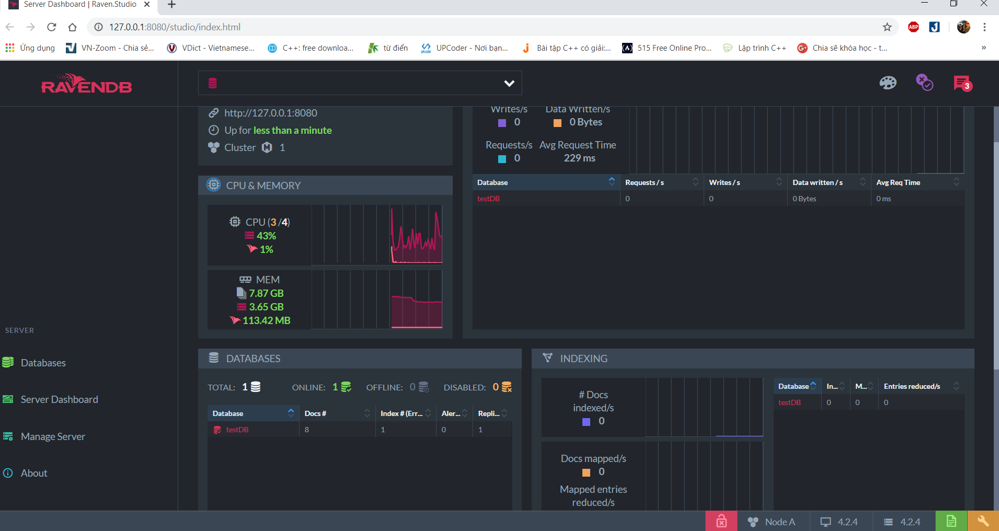 Server Dashboard | Raven.Studio
127.0.0.1:8080/studio/index.html
ABP
Ứng dụng
VN-Zoom - Chia sẻ...
VDict - Vietnamese...
C++: free downloa...
từ điển
UPCoder - Nơi bạn...
Bài tập C++ có giải:...
515 Free Online Pro...
Lập trình C++
Chia sẽ khóa học - t...
»
RAVENDB
3
http://127.0.0.1:8080
Up for less than a minute
Cluster M 1
Writes/s Data Written/s
0 0 Bytes
Requests/s Avg Request Time
0 229 ms
Database Requests / s Writes / s Data written / s Avg Req Time
testDB 0 0 0 Bytes 0 ms
CPU & MEMORY
CPU (3 /4)
43%
1%
MEM
7.87 GB
3.65 GB
113.42 MB
SERVER
Databases
Server Dashboard
Manage Server
About
DATABASES
TOTAL: 1 ONLINE: 1 OFFLINE: 0 DISABLED: 0
Database Docs # Index # (Err... Aler... Repli...
testDB 8 1 0 1
INDEXING
# Docs
indexed/s
0
Docs mapped/s
0
Mapped entries
reduced/s
Database In... M... Entries reduced/s
testDB 0 0 0
Node A 4.2.4 4.2.4